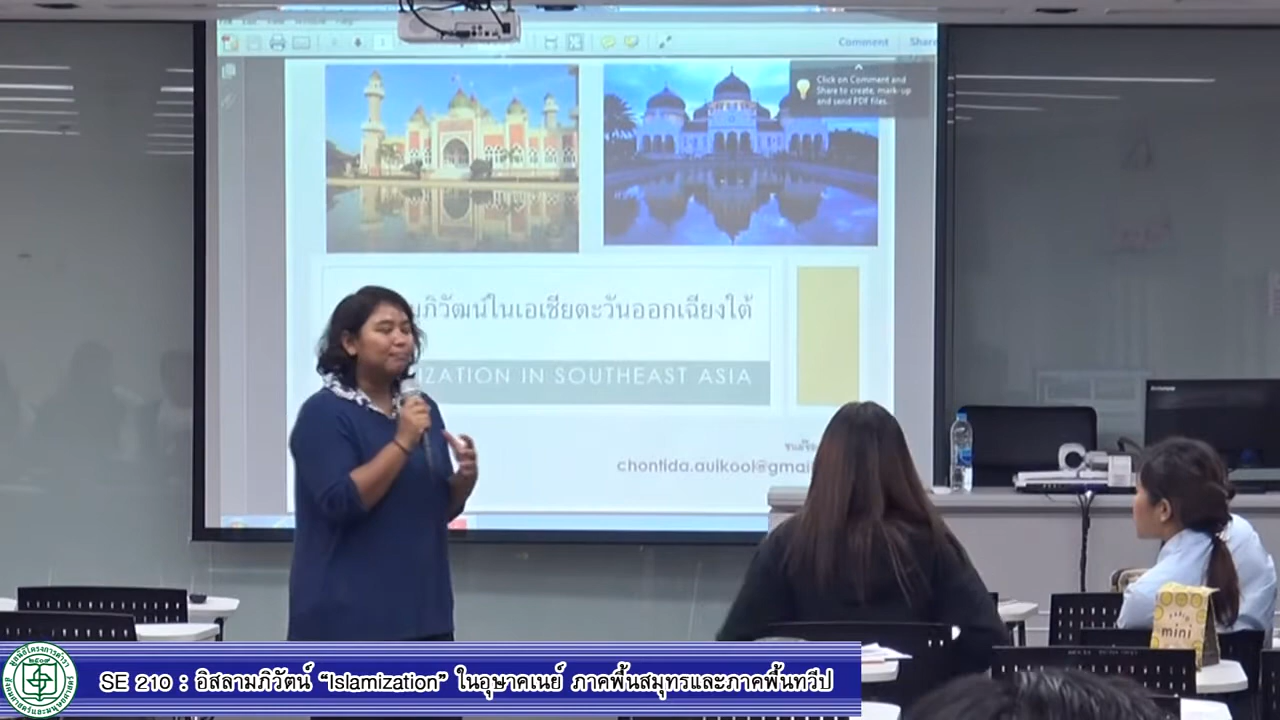 Comment Share
Click on Comment and
Share to create, mark-up
and send PDF files.
มภิวัฒน์ในเอเชียตะวันออกเฉียงใต้
IZATION IN SOUTHEAST ASIA
chontida.auikool@gmai
lenovo
mini
SE 210 : อิสลามภิวัตน์ “Islamization” ในอุษาคเนย์ ภาคพื้นสมุทรและภาคพื้นทวีป